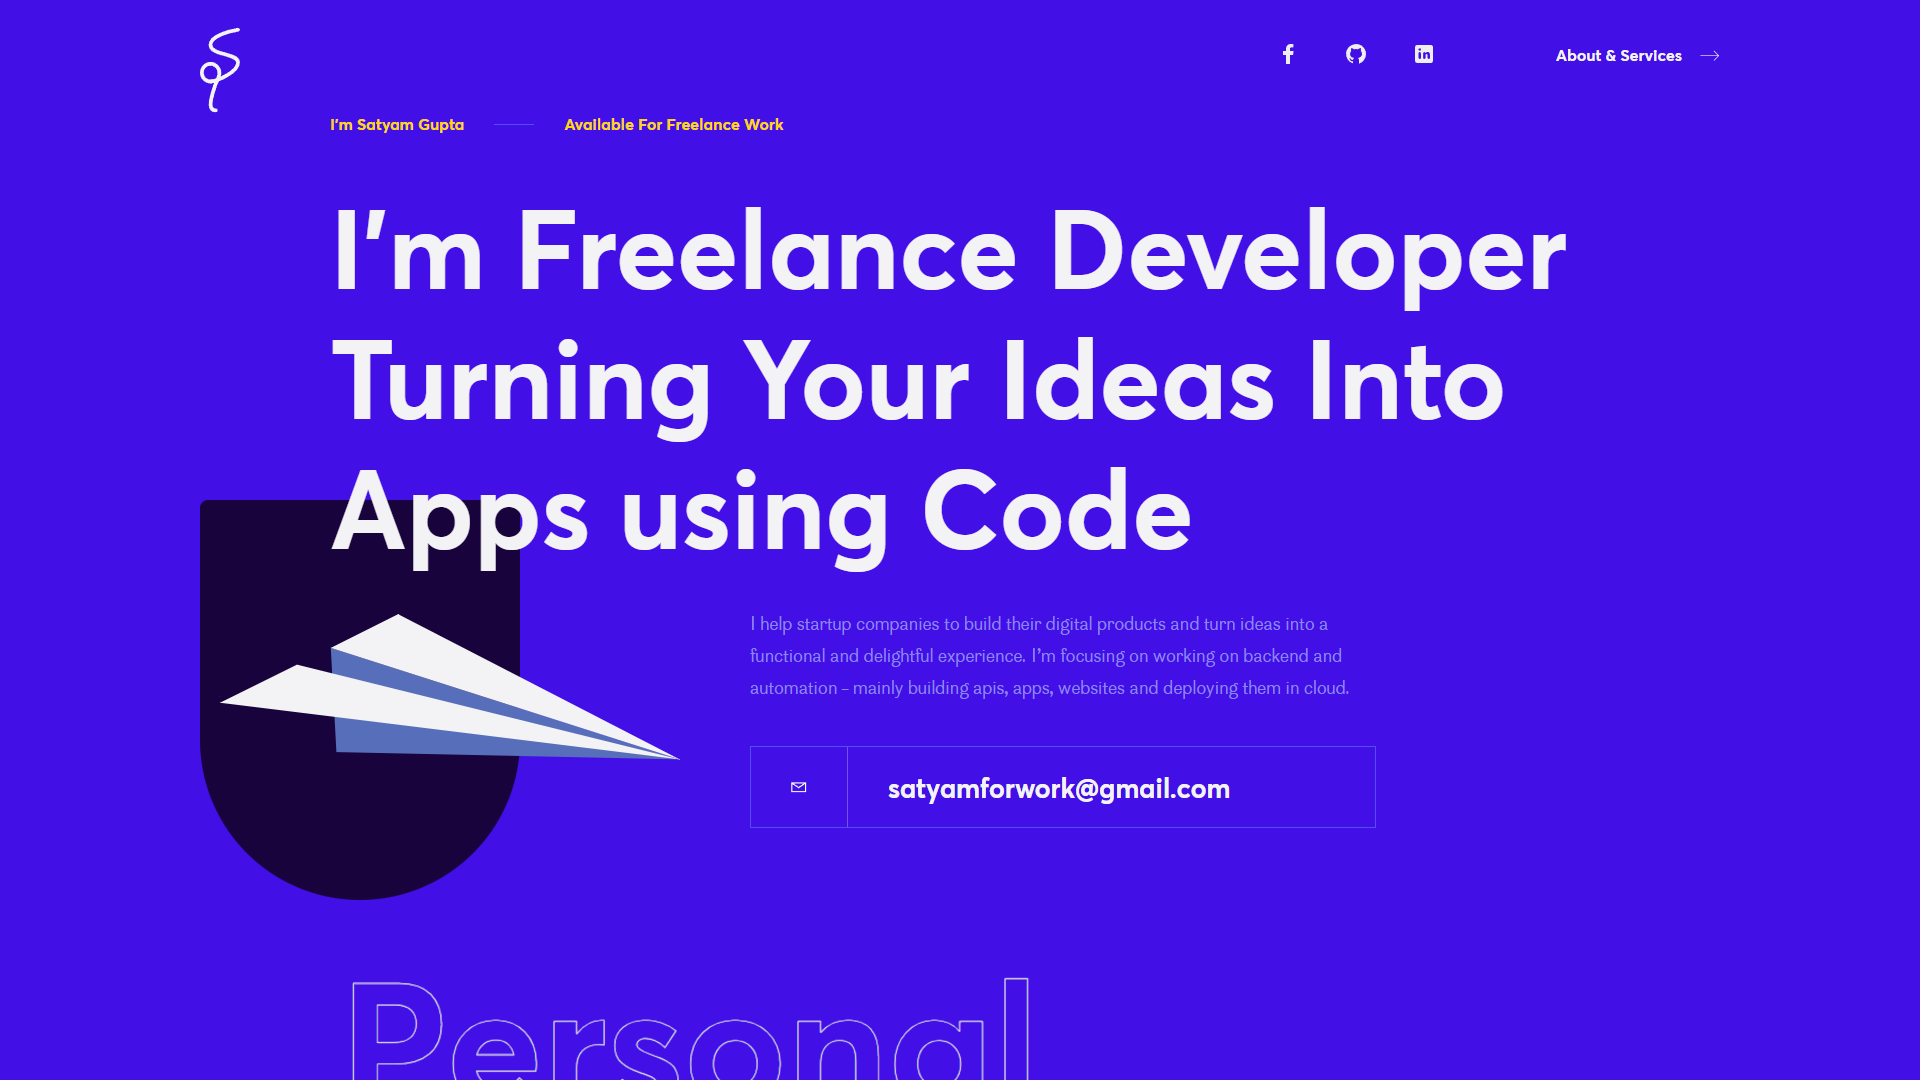 About & Services
I'm Satyam Gupta
Available For Freelance Work
I'm Freelance Developer
Turning Your Ideas Into
Apps using Code
I help startup companies to build their digital products and turn ideas into a
functional and delightful experience. I'm focusing on working on backend and
automation – mainly building apis, apps, websites and deploying them in cloud.
satyamforwork@gmail.com
Personal